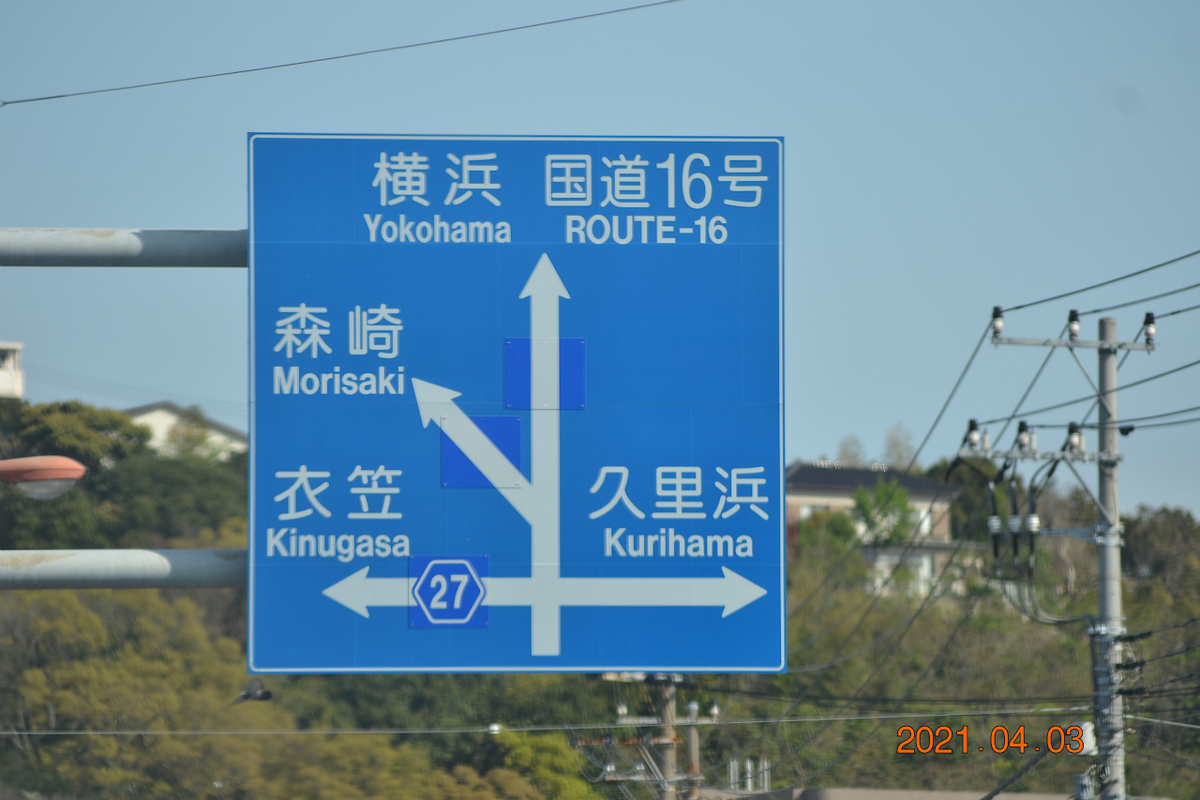 横浜 国道16号
Yokohama ROUTE-16
森崎
Morisaki
衣笠 久里浜
Kinugasa Kurihama
27
2021.04.03